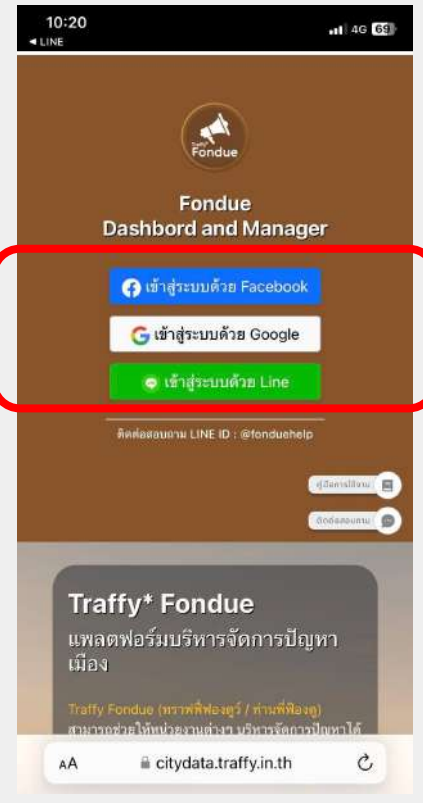 10:20
4G 69
◀ LINE
Traffy*
Fondue
Fondue
Dashbord and Manager
เข้าสู่ระบบด้วย Facebook
เข้าสู่ระบบด้วย Google
เข้าสู่ระบบด้วย Line
ติดต่อสอบถาม LINE ID : @fonduehelp
คู่มือการใช้งาน
ติดต่อสอบถาม
Traffy* Fondue
แพลตฟอร์มบริหารจัดการปัญหา
เมือง
Traffy Fondue (ทราฟฟี่ฟองดูว์ / ท่านพี่ฟ้องดู)
สามารถช่วยให้หน่วยงานต่างๆ บริหารจัดการปัญหาได้
AA citydata.traffy.in.th